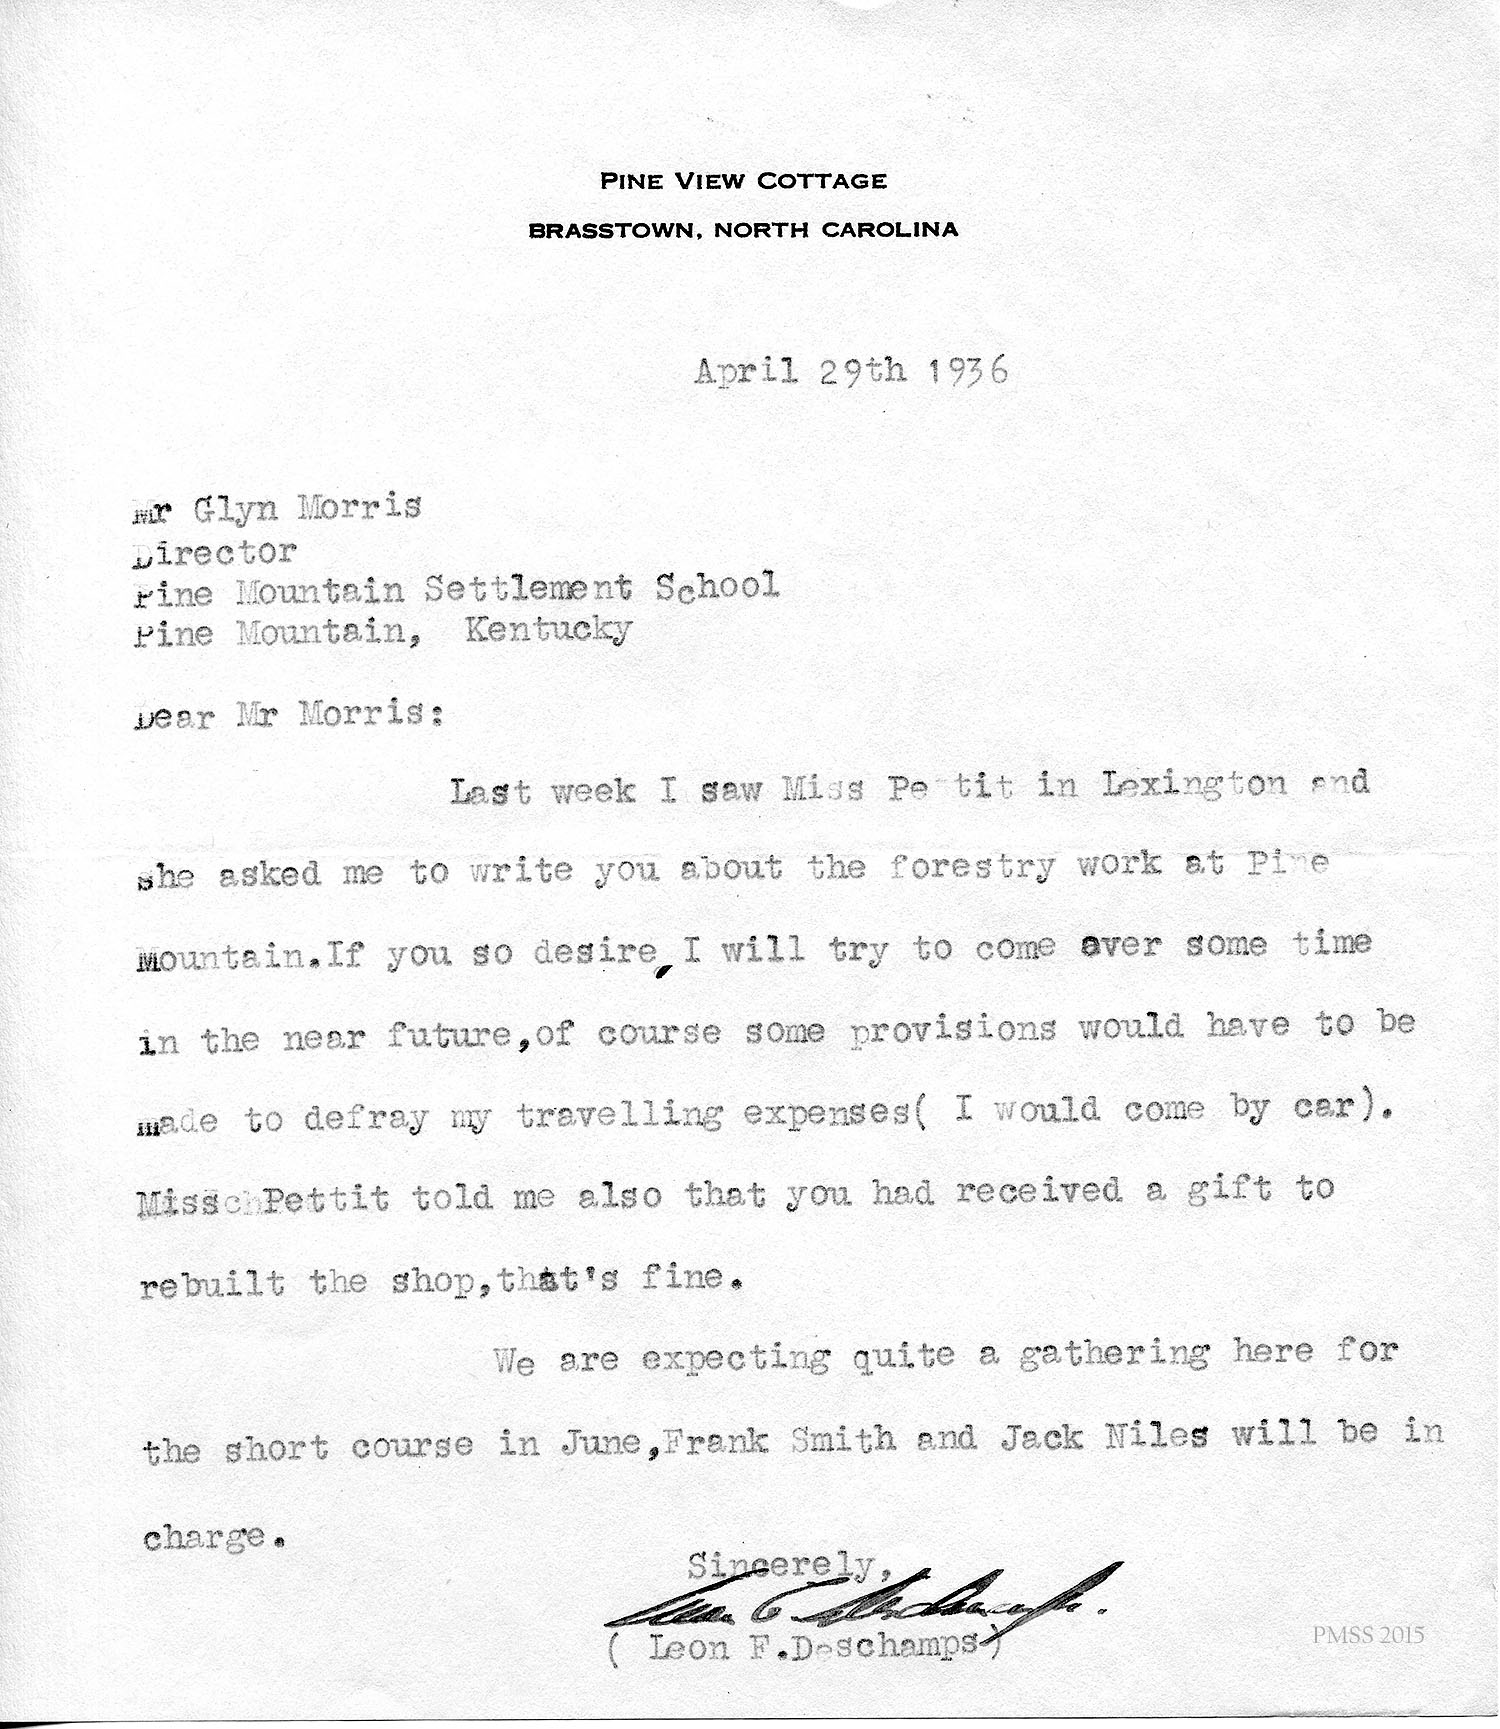 PINE VIEW COTTAGE
BRASSTOWN, NORTH CAROLINA
April 29th 1936
Mr Glyn Morris
Director
Pine Mountain Settlement School
Pine Mountain, Kentucky
Dear Mr Morris:
Last week I saw Miss Pettit in Lexington and
she asked me to write you about the forestry work at Pine
Mountain.If you so desire, I will try to come over some time
in the near future,of course some provisions would have to be
made to defray my travelling expenses( I would come by car).
Miss Pettit told me also that you had received a gift to
rebuilt the shop,that's fine.
We are expecting quite a gathering here for
the short course in June,Frank Smith and Jack Niles will be in
charge.
Sincerely,
Leon F. Deschamps.
( Leon F.Deschamps)
PMSS 2015